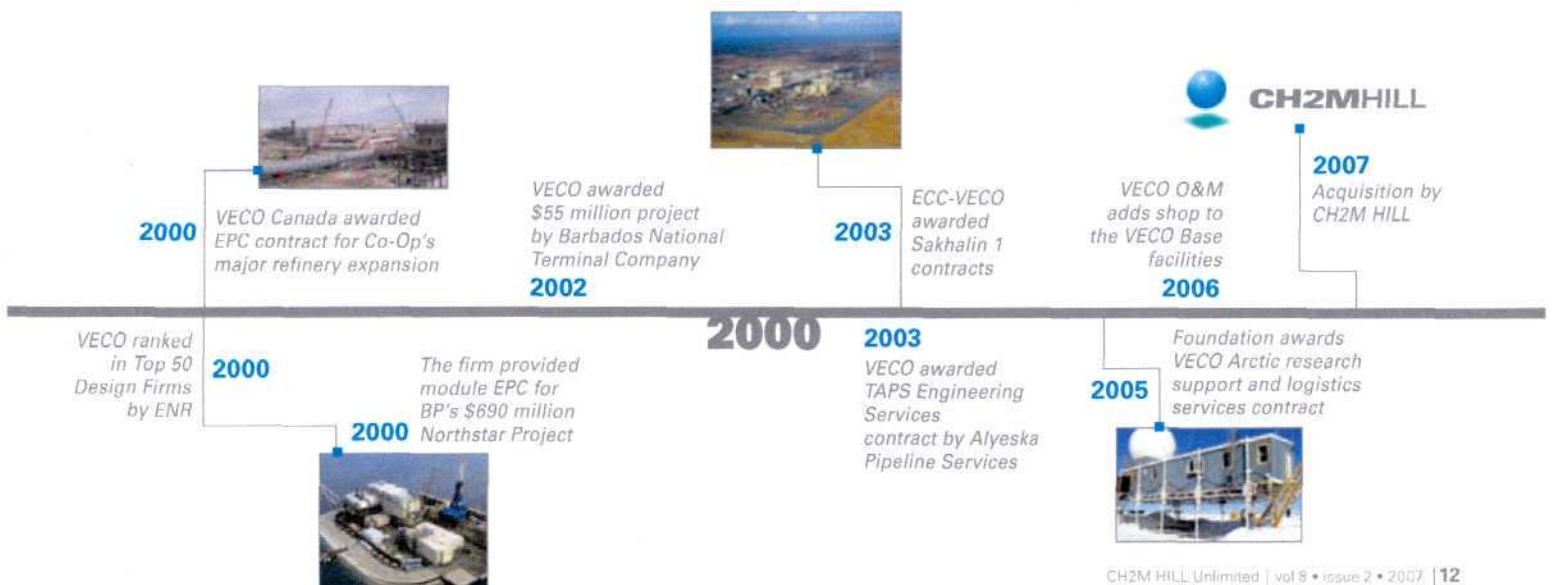 CH2MHILL
2000
VECO Canada awarded
EPC contract for Co-Op's
major refinery expansion
VECO awarded
$55 million project
by Barbados National
Terminal Company
2002
2003
ECC-VECO
awarded
Sakhalin 1
contracts
VECO O&M
adds shop to
the VECO Base
facilities
2006
2007
Acquisition by
CH2M HILL
2000
VECO ranked
in Top 50
Design Firms
by ENR
2000
The firm provided
module EPC for
BP's $690 million
Northstar Project
2000
2003
VECO awarded
TAPS Engineering
Services
contract by Alyeska
Pipeline Services
2005
Foundation awards
VECO Arctic research
support and logistics
services contract
CH2M HILL Unlimited | vol 8 • issue 2 • 2007 | 12